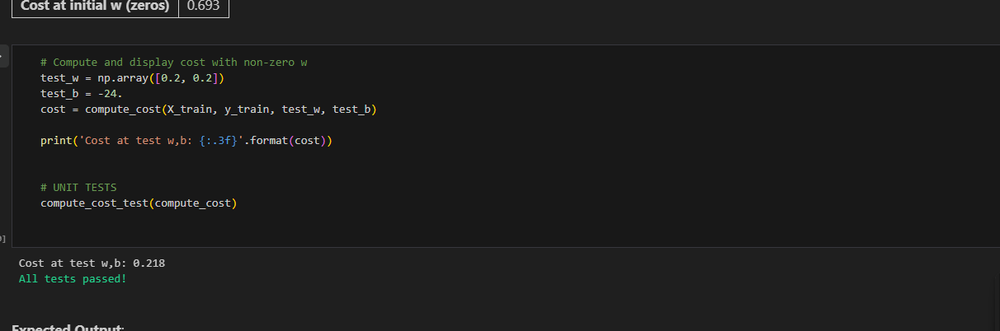 Cost at initial w (zeros) 0.693
# Compute and display cost with non-zero w
test_w = np.array([0.2, 0.2])
test_b = -24.
cost = compute_cost(X_train, y_train, test_w, test_b)
print('Cost at test w,b: {:.3f}'.format(cost))
# UNIT TESTS
compute_cost_test(compute_cost)
Cost at test w,b: 0.218
All tests passed!
Expected Output: